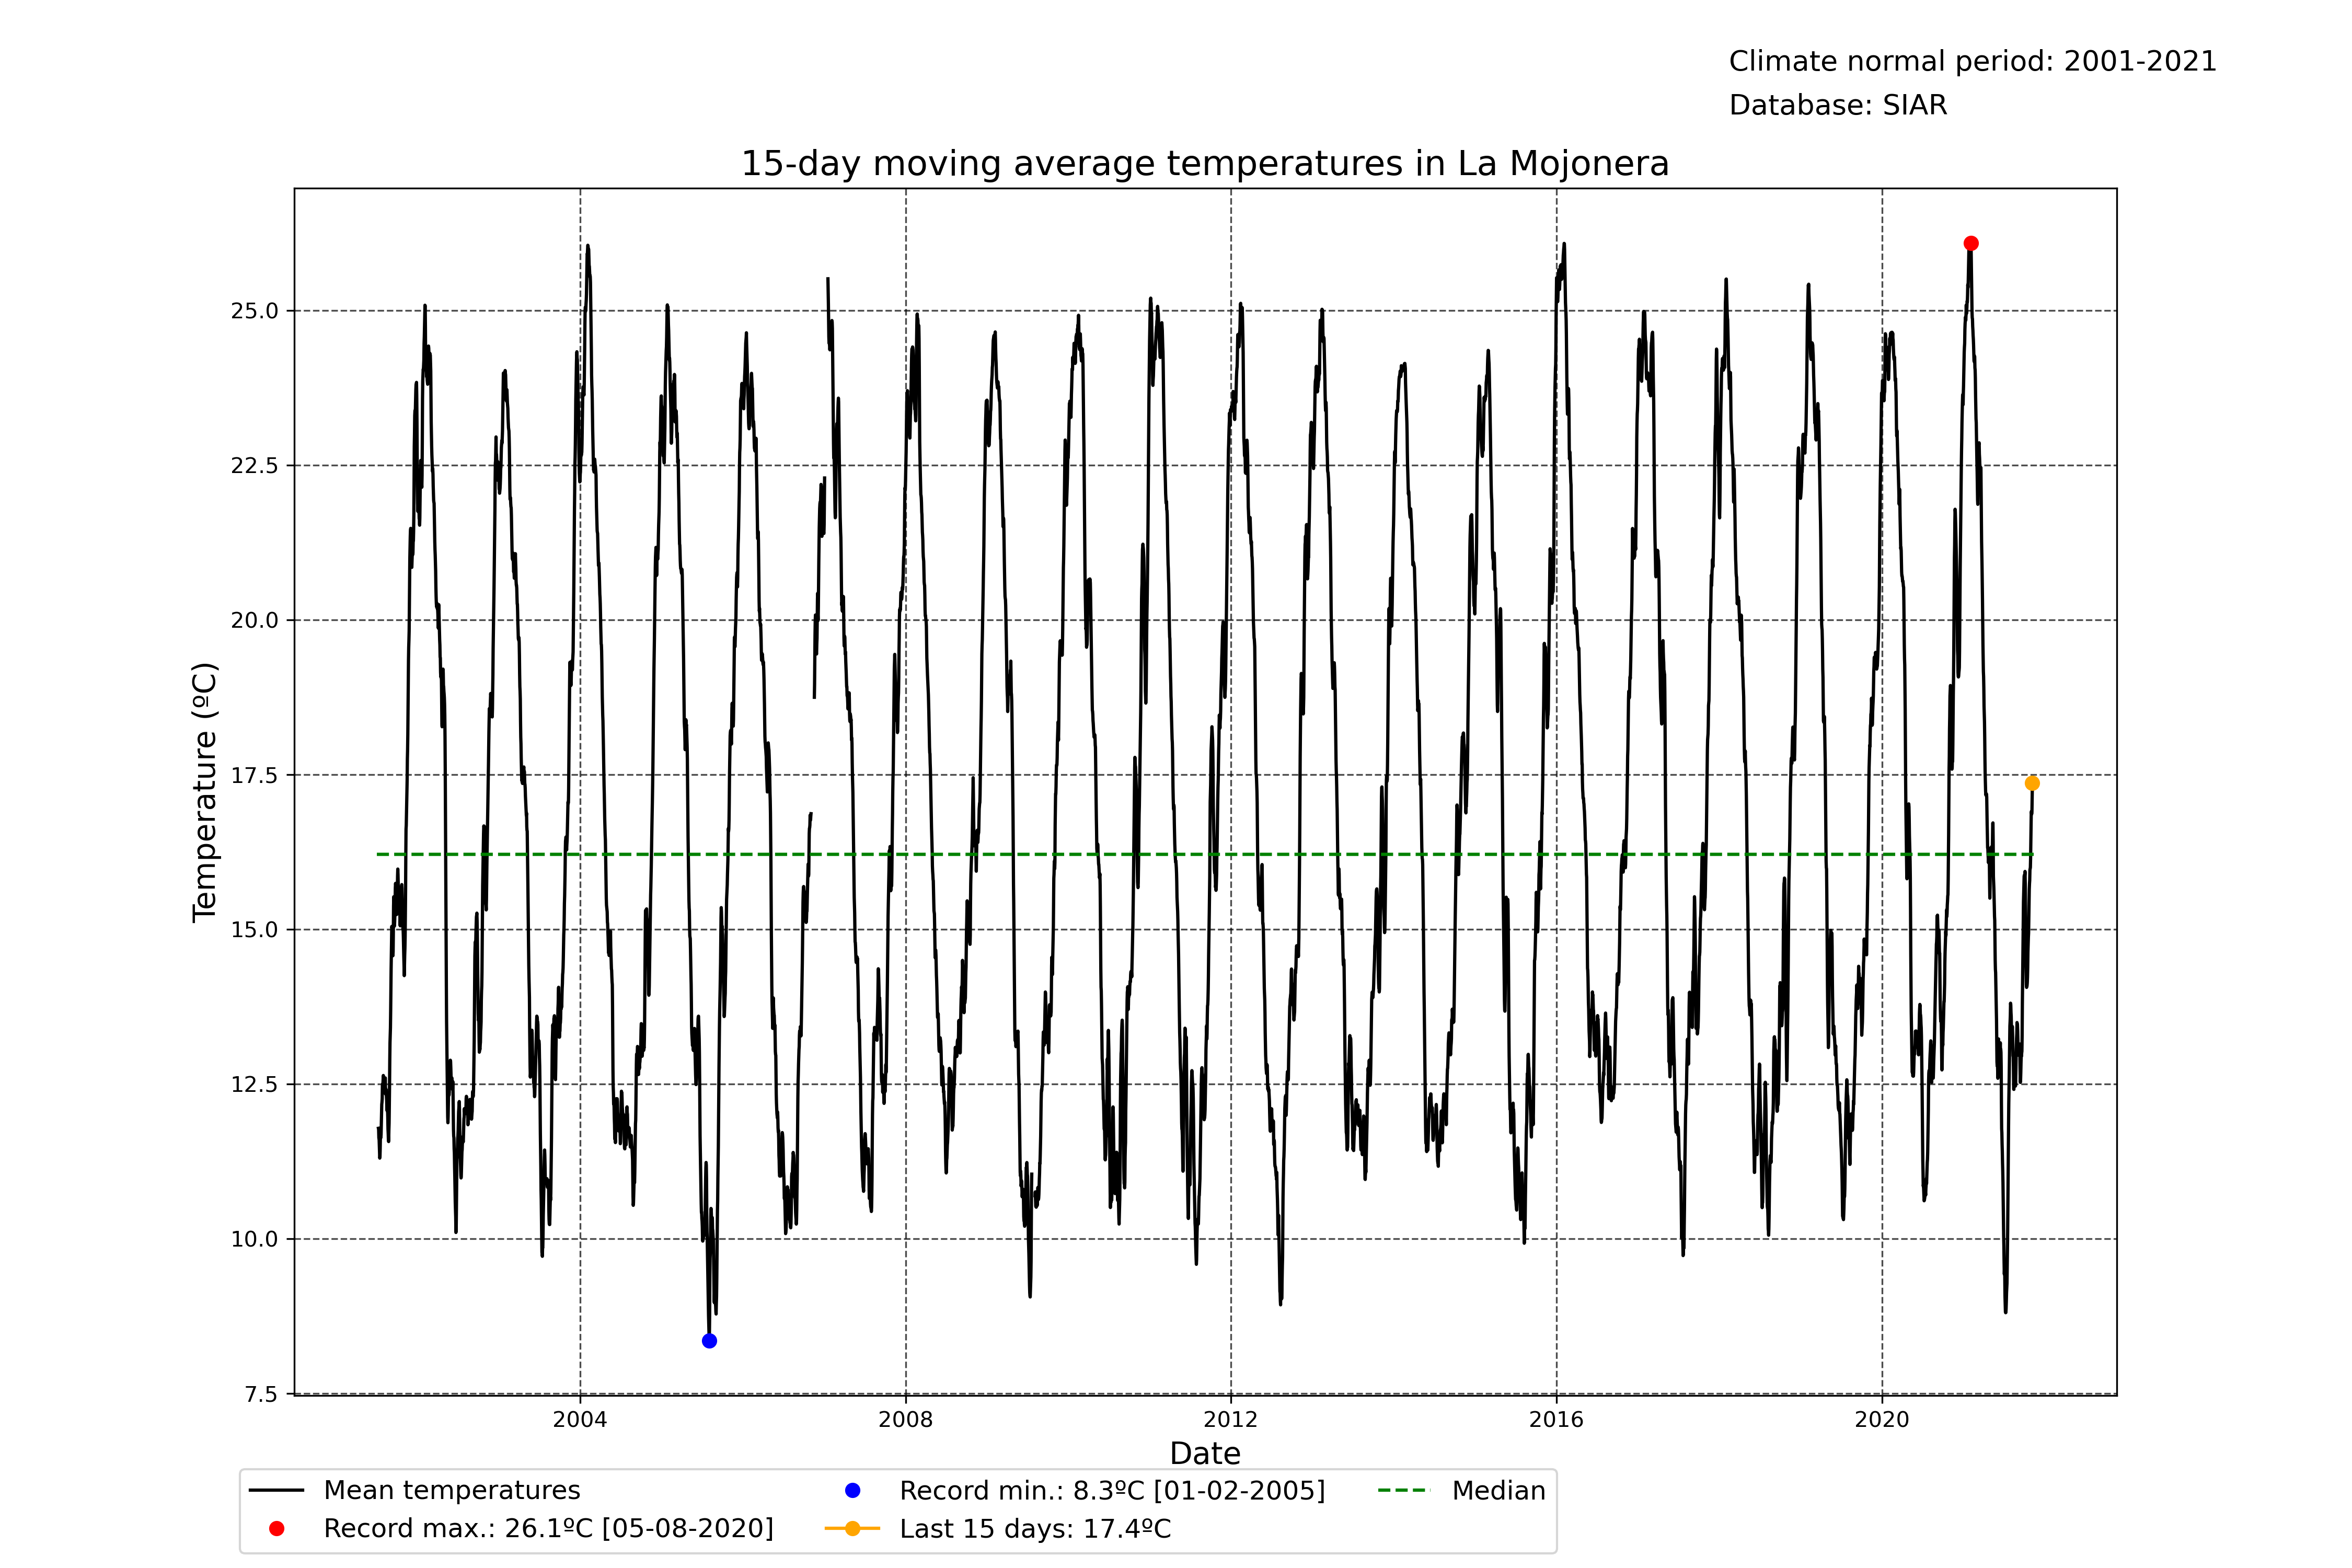 Climate normal period: 2001-2021
Database: SIAR
15-day moving average temperatures in La Mojonera
25.0
22.5
20.0
17.5
15.0
12.5
10.0
7.5
Temperature (ºC)
2004 2008 2012 2016 2020
Date
Mean temperatures
Record max.: 26.1ºC [05-08-2020]
Record min.: 8.3ºC [01-02-2005]
Last 15 days: 17.4ºC
Median